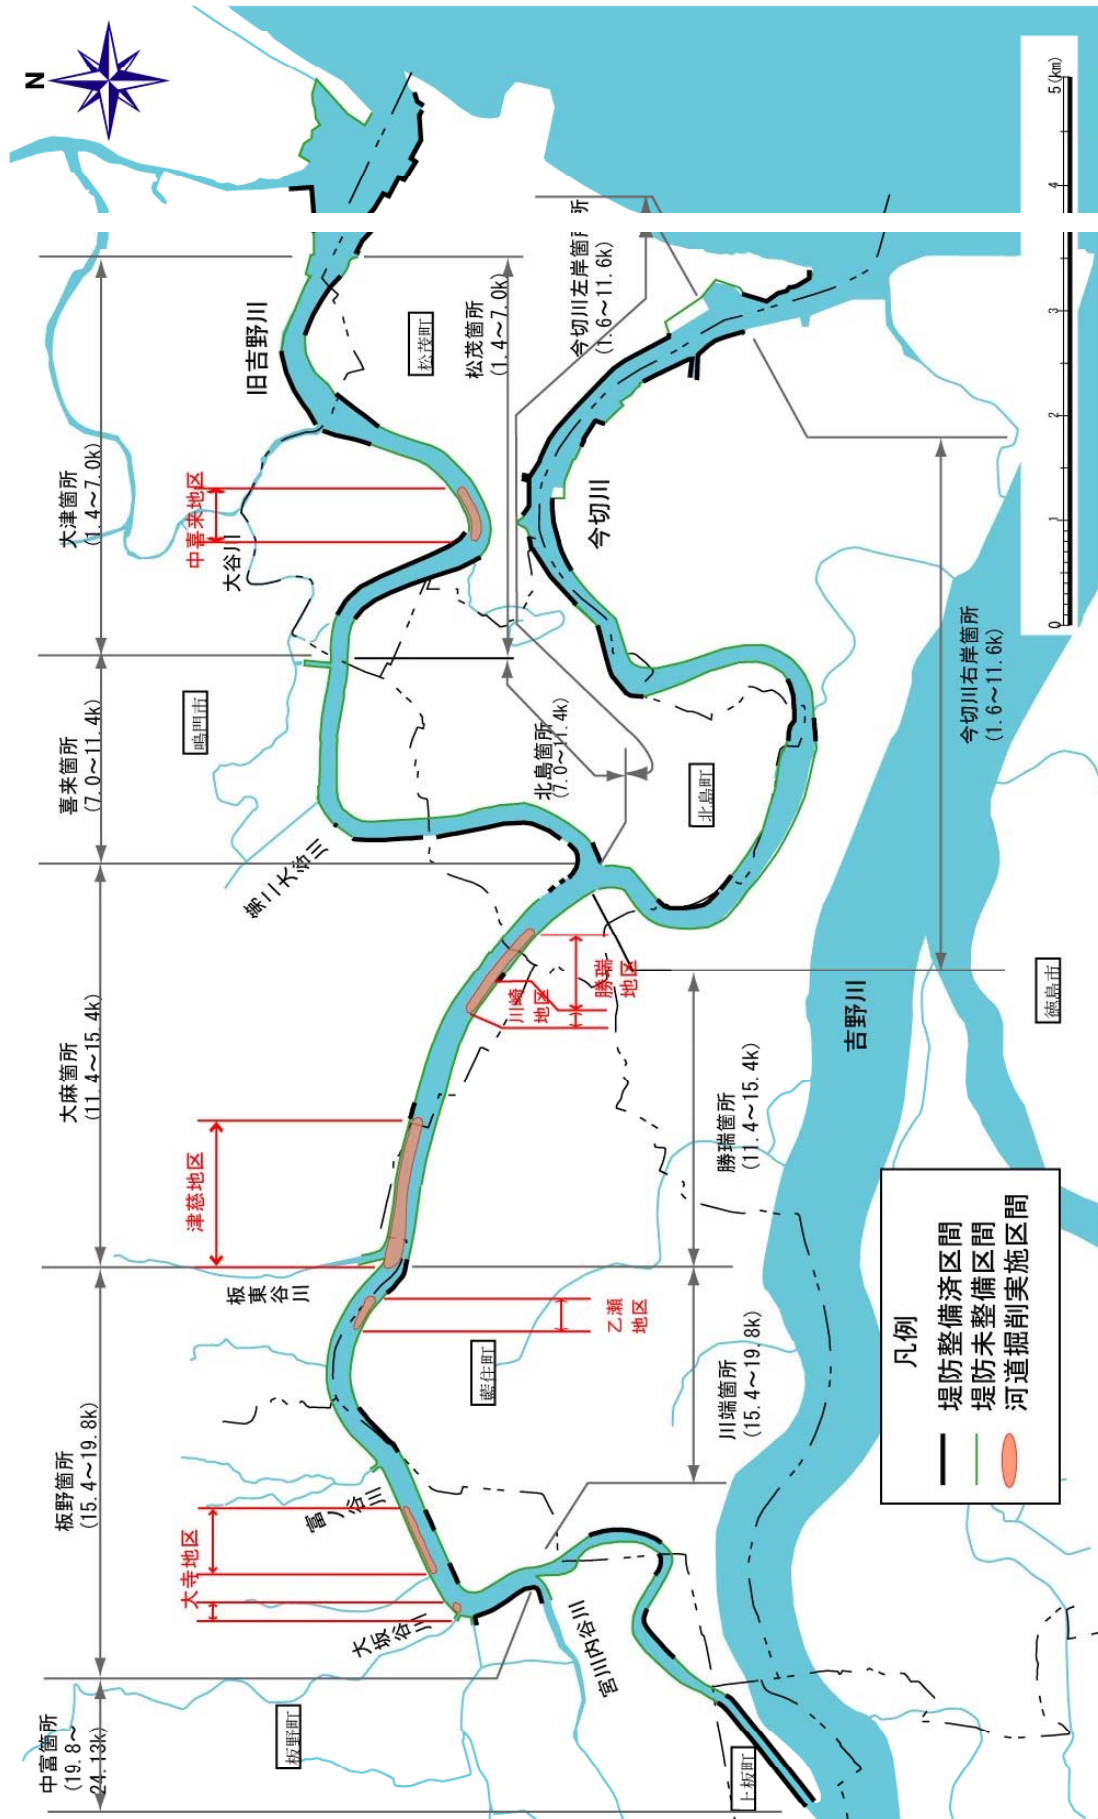 N
中富箇所
(19.8～
24.13k)
板野箇所
(15.4～19.8k)
大麻箇所
(11.4～15.4k)
喜来箇所
(7.0～11.4k)
大津箇所
(1.4～7.0k)
大寺地区
津慈地区
中喜来地区
大坂谷川
富ノ谷川
板東谷川
第二大谷川
大谷川
旧吉野川
板野町
鳴門市
松茂町
松茂箇所
(1.4～7.0k)
宮川内谷川
藍住町
乙瀬
地区
川崎
地区
勝瑞
地区
北島箇所
(7.0～11.4k)
今切川
今切川左岸箇所
(1.6～11.6k)
上板町
川端箇所
(15.4～19.8k)
勝瑞箇所
(11.4～15.4k)
北島町
吉野川
今切川右岸箇所
(1.6～11.6k)
徳島市
凡例
堤防整備済区間
堤防未整備区間
河道掘削実施区間
0 1 2 3 4 5(km)